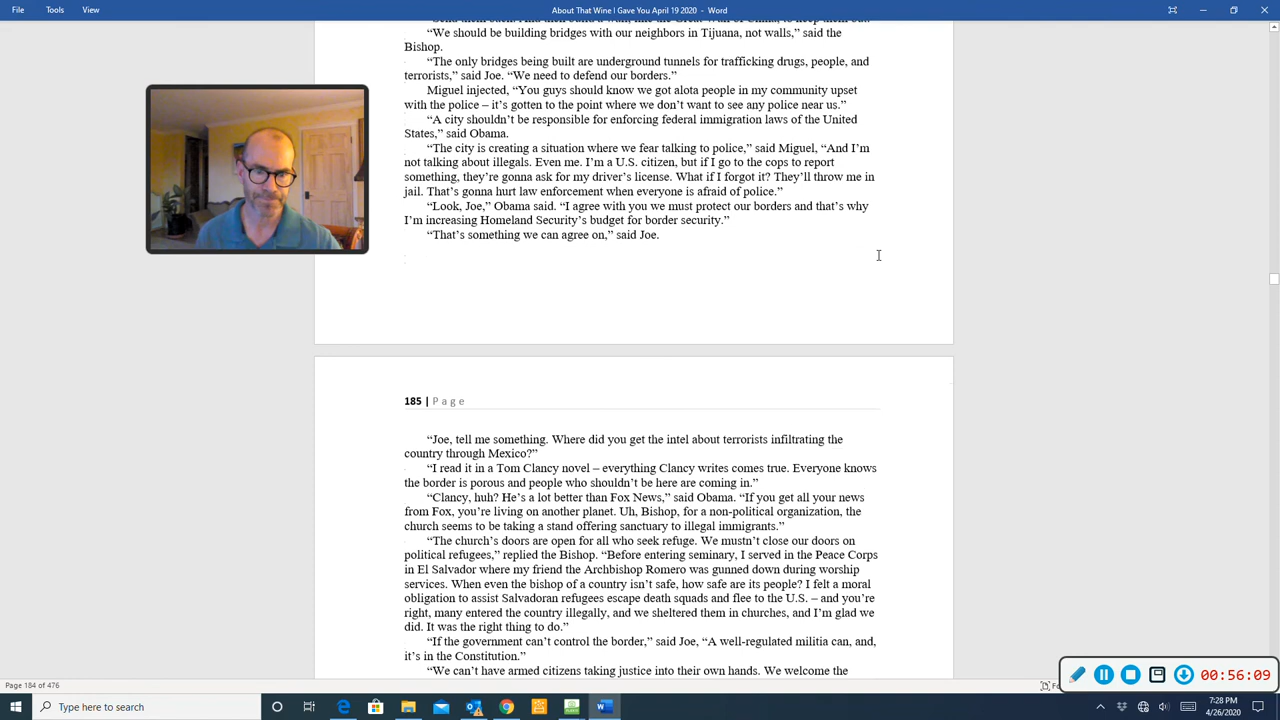 File
Tools
View
About That Wine I Gave You April 19 2020 - Word
“Send them back. And then build a wall, like the Great Wall of China, to keep them out.”
“We should be building bridges with our neighbors in Tijuana, not walls,” said the
Bishop.
“The only bridges being built are underground tunnels for trafficking drugs, people, and
terrorists,” said Joe. “We need to defend our borders.”
Miguel injected, “You guys should know we got alota people in my community upset
with the police – it’s gotten to the point where we don’t want to see any police near us.”
“A city shouldn’t be responsible for enforcing federal immigration laws of the United
States,” said Obama.
“The city is creating a situation where we fear talking to police,” said Miguel, “And I’m
not talking about illegals. Even me. I’m a U.S. citizen, but if I go to the cops to report
something, they’re gonna ask for my driver’s license. What if I forgot it? They’ll throw me in
jail. That’s gonna hurt law enforcement when everyone is afraid of police.”
“Look, Joe,” Obama said. “I agree with you we must protect our borders and that’s why
I’m increasing Homeland Security’s budget for border security.”
“That’s something we can agree on,” said Joe.
185 | Page
“Joe, tell me something. Where did you get the intel about terrorists infiltrating the
country through Mexico?”
“I read it in a Tom Clancy novel – everything Clancy writes comes true. Everyone knows
the border is porous and people who shouldn’t be here are coming in.”
“Clancy, huh? He’s a lot better than Fox News,” said Obama. “If you get all your news
from Fox, you’re living on another planet. Uh, Bishop, for a non-political organization, the
church seems to be taking a stand offering sanctuary to illegal immigrants.”
“The church’s doors are open for all who seek refuge. We mustn’t close our doors on
political refugees,” replied the Bishop. “Before entering seminary, I served in the Peace Corps
in El Salvador where my friend the Archbishop Romero was gunned down during worship
services. When even the bishop of a country isn’t safe, how safe are its people? I felt a moral
obligation to assist Salvadoran refugees escape death squads and flee to the U.S. – and you’re
right, many entered the country illegally, and we sheltered them in churches, and I’m glad we
did. It was the right thing to do.”
“If the government can’t control the border,” said Joe, “A well-regulated militia can, and,
it’s in the Constitution.”
“We can’t have armed citizens taking justice into their own hands. We welcome the
00:56:09
Page 184 of 476
Type here to search
7:28 PM
4/26/2020